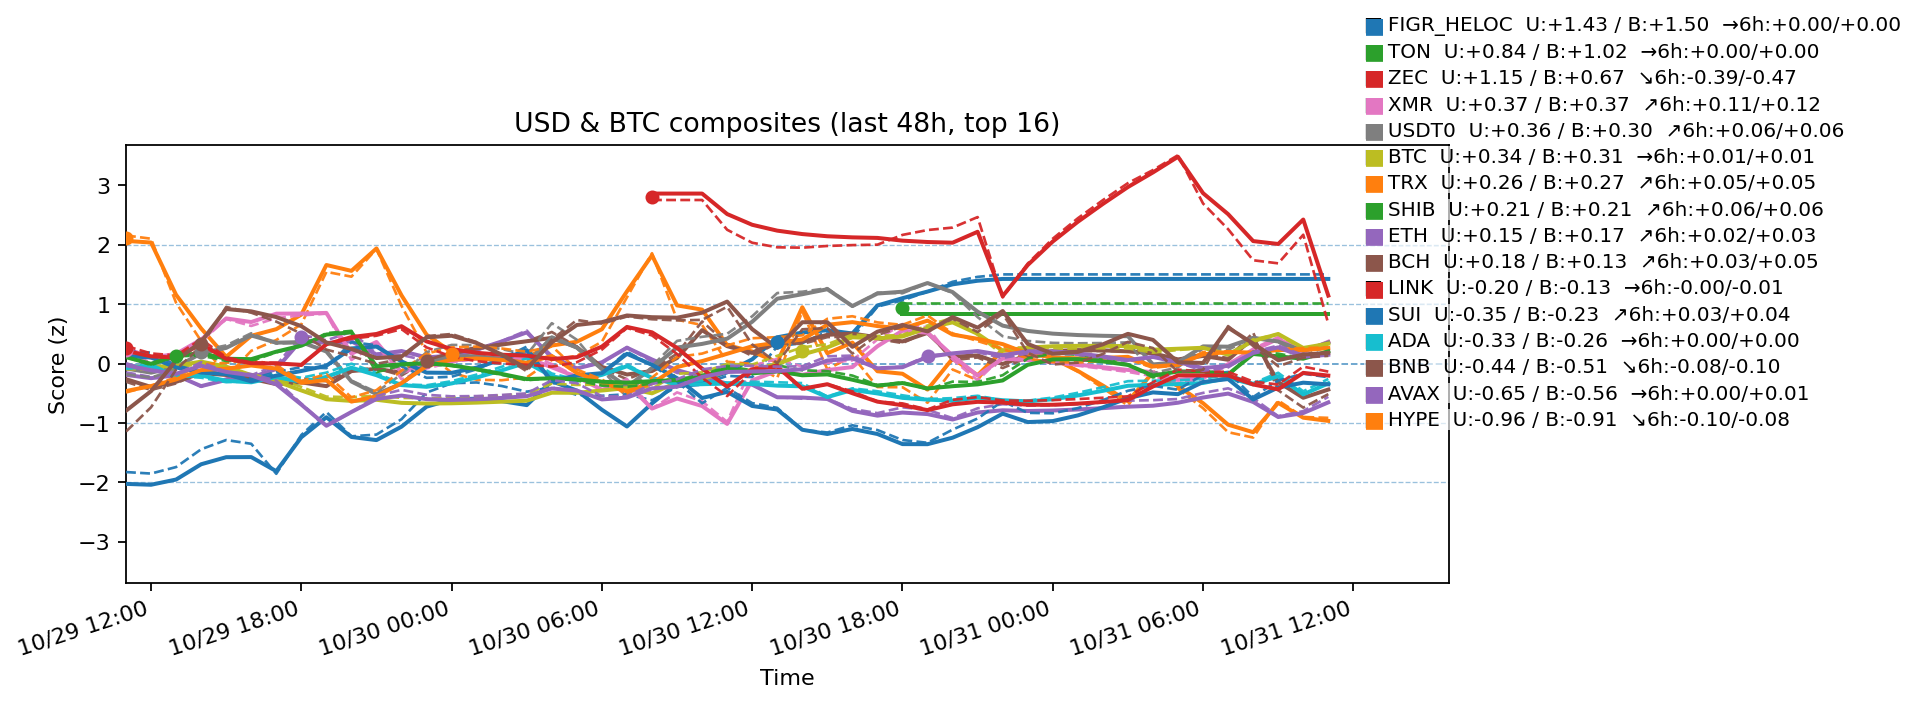 FIGR_HELOC U:+1.43 / B:+1.50 →6h:+0.00/+0.00
TON U:+0.84 / B:+1.02 →6h:+0.00/+0.00
ZEC U:+1.15 / B:+0.67 ↘6h:-0.39/-0.47
XMR U:+0.37 / B:+0.37 ↗6h:+0.11/+0.12
USDT0 U:+0.36 / B:+0.30 ↗6h:+0.06/+0.06
BTC U:+0.34 / B:+0.31 →6h:+0.01/+0.01
TRX U:+0.26 / B:+0.27 ↗6h:+0.05/+0.05
SHIB U:+0.21 / B:+0.21 ↗6h:+0.06/+0.06
ETH U:+0.15 / B:+0.17 ↗6h:+0.02/+0.03
BCH U:+0.18 / B:+0.13 ↗6h:+0.03/+0.05
LINK U:-0.20 / B:-0.13 →6h:-0.00/-0.01
SUI U:-0.35 / B:-0.23 ↗6h:+0.03/+0.04
ADA U:-0.33 / B:-0.26 →6h:+0.00/+0.00
BNB U:-0.44 / B:-0.51 ↘6h:-0.08/-0.10
AVAX U:-0.65 / B:-0.56 →6h:+0.00/+0.01
HYPE U:-0.96 / B:-0.91 ↘6h:-0.10/-0.08
USD & BTC composites (last 48h, top 16)
Score (z)
3
2
1
0
−1
−2
−3
10/29 12:00
10/29 18:00
10/30 00:00
10/30 06:00
10/30 12:00
10/30 18:00
10/31 00:00
10/31 06:00
10/31 12:00
Time